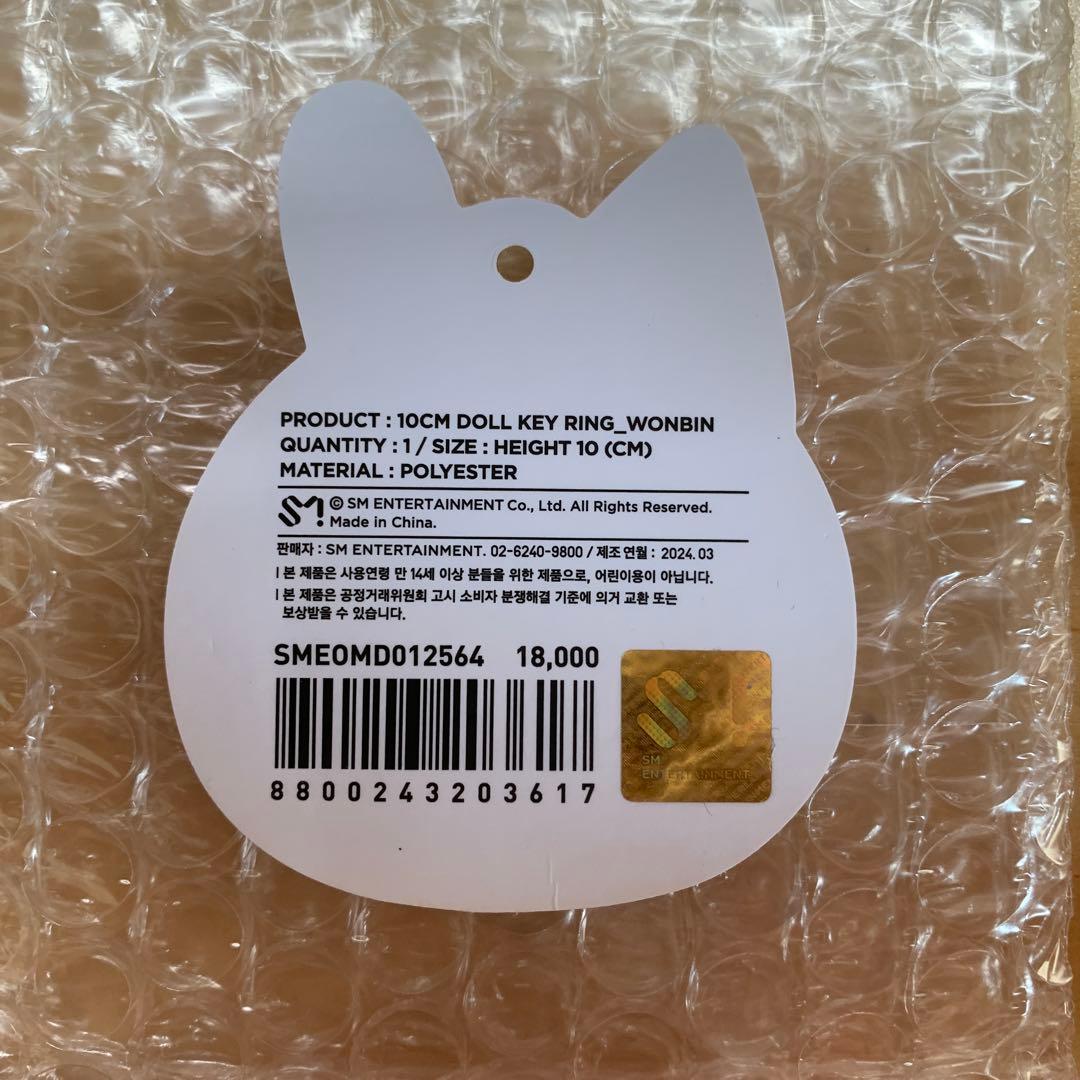 PRODUCT : 10CM DOLL KEY RING_WONBIN
QUANTITY : 1 / SIZE : HEIGHT 10 (CM)
MATERIAL : POLYESTER
SM! © SM ENTERTAINMENT Co., Ltd. All Rights Reserved.
Made in China.
판매자 : SM ENTERTAINMENT. 02-6240-9800 / 제조 연월 : 2024. 03
I 본 제품은 사용연령 만 14세 이상 분들을 위한 제품으로, 어린이용이 아닙니다.
I 본 제품은 공정거래위원회 고시 소비자 분쟁해결 기준에 의거 교환 또는
보상받을 수 있습니다.
SMEOMD012564 18,000
8800243203617
SM
ENTERTAINMENT